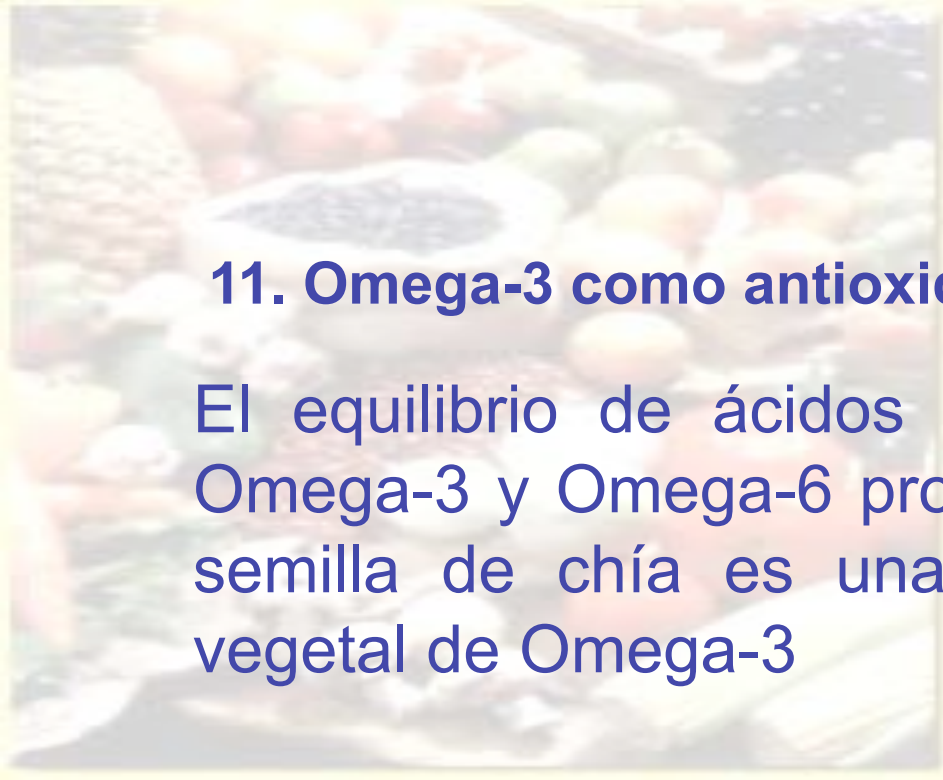 11. Omega-3 como antioxid
El equilibrio de ácidos
Omega-3 y Omega-6 pro
semilla de chía es una
vegetal de Omega-3